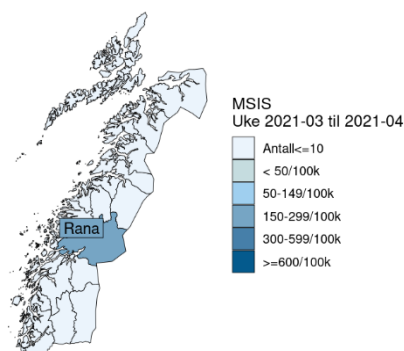 MSIS
Uke 2021-03 til 2021-04
Antall<=10
< 50/100k
50-149/100k
150-299/100k
300-599/100k
>=600/100k
Rana